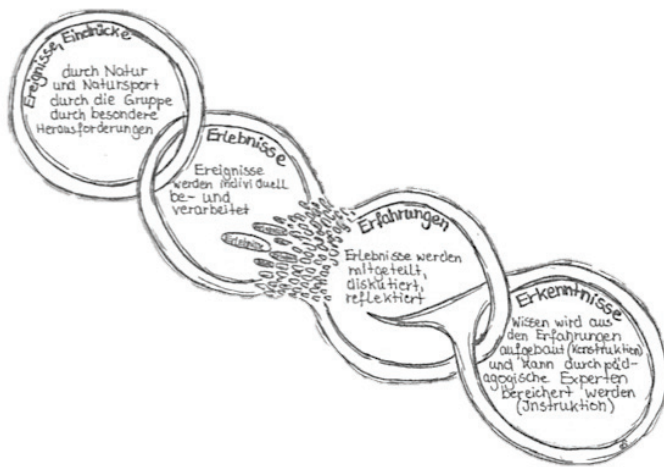 Ereignisse, Eindrücke
durch Natur
und Natursport
durch die Gruppe
durch besondere
Herausforderungen
Erlebnisse
Ereignisse
werden individuell
be- und
verarbeitet
Erlebnisse
Erfahrungen
Erlebnisse werden
mitgeteilt,
diskutiert,
reflektiert
Erkenntnisse
Wissen wird aus
den Erfahrungen
aufgebaut (Konstruktion)
und kann durch päd-
agogische Experten
bereichert werden
(Instruktion)